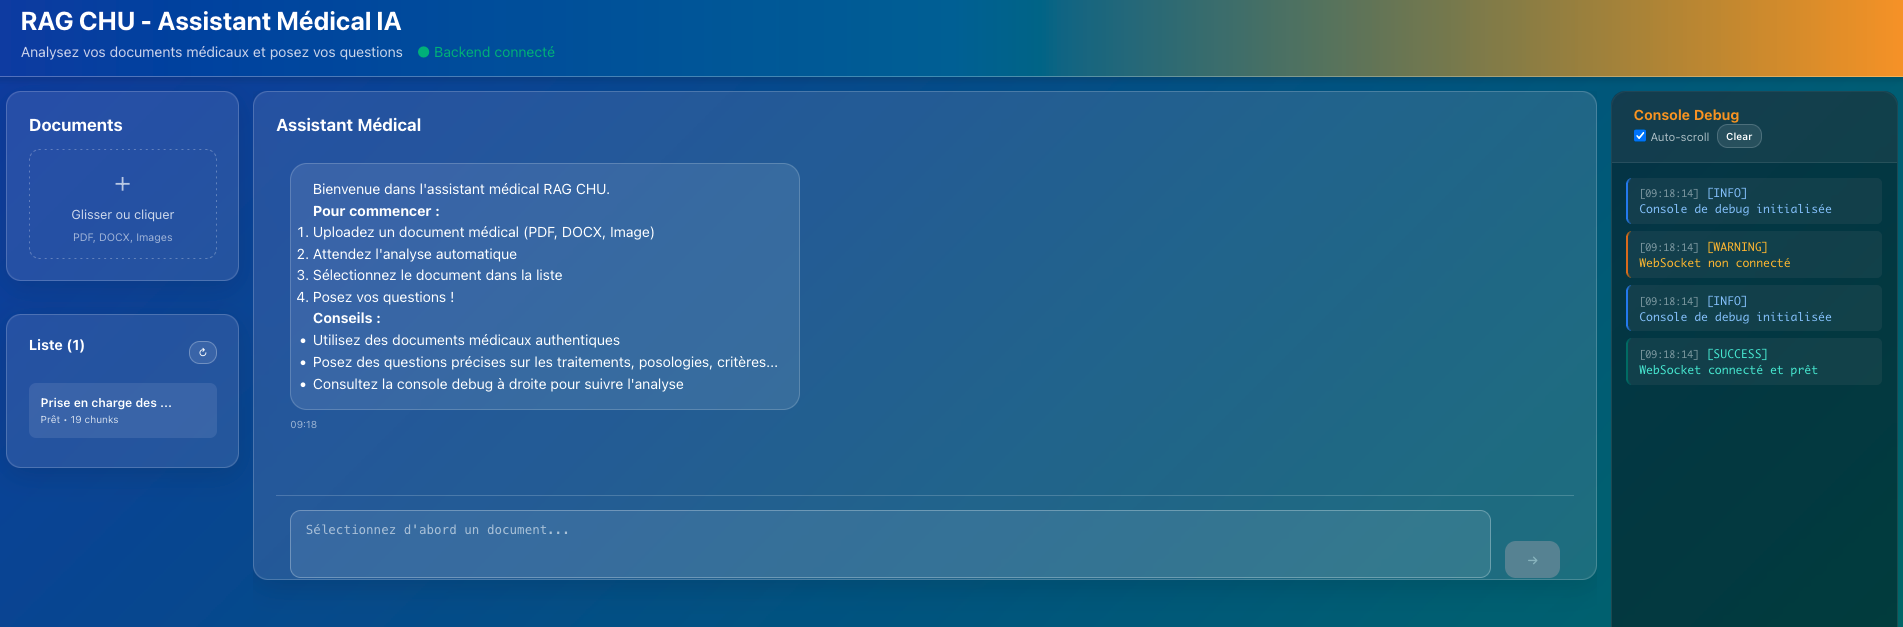 RAG CHU - Assistant Médical IA
Analysez vos documents médicaux et posez vos questions
Backend connecté
Documents
+
Glisser ou cliquer
PDF, DOCX, Images
Liste (1)
↻
Prise en charge des ...
Prêt • 19 chunks
Assistant Médical
Bienvenue dans l'assistant médical RAG CHU.
Pour commencer :
1. Uploadez un document médical (PDF, DOCX, Image)
2. Attendez l'analyse automatique
3. Sélectionnez le document dans la liste
4. Posez vos questions !
Conseils :
• Utilisez des documents médicaux authentiques
• Posez des questions précises sur les traitements, posologies, critères...
• Consultez la console debug à droite pour suivre l'analyse
09:18
Sélectionnez d'abord un document...
→
Console Debug
Auto-scroll Clear
[09:18:14] [INFO]
Console de debug initialisée
[09:18:14] [WARNING]
WebSocket non connecté
[09:18:14] [INFO]
Console de debug initialisée
[09:18:14] [SUCCESS]
WebSocket connecté et prêt